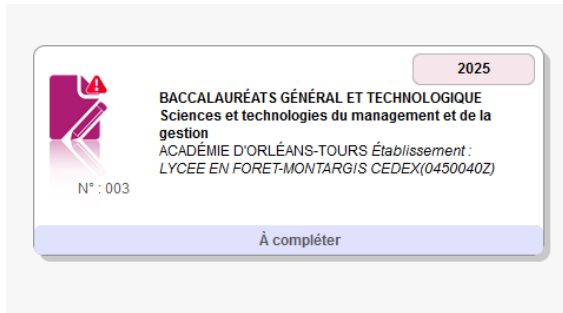 2025
BACCALAURÉATS GÉNÉRAL ET TECHNOLOGIQUE
Sciences et technologies du management et de la
gestion
ACADÉMIE D'ORLÉANS-TOURS Établissement :
LYCEE EN FORET-MONTARGIS CEDEX(0450040Z)
N° : 003
À compléter